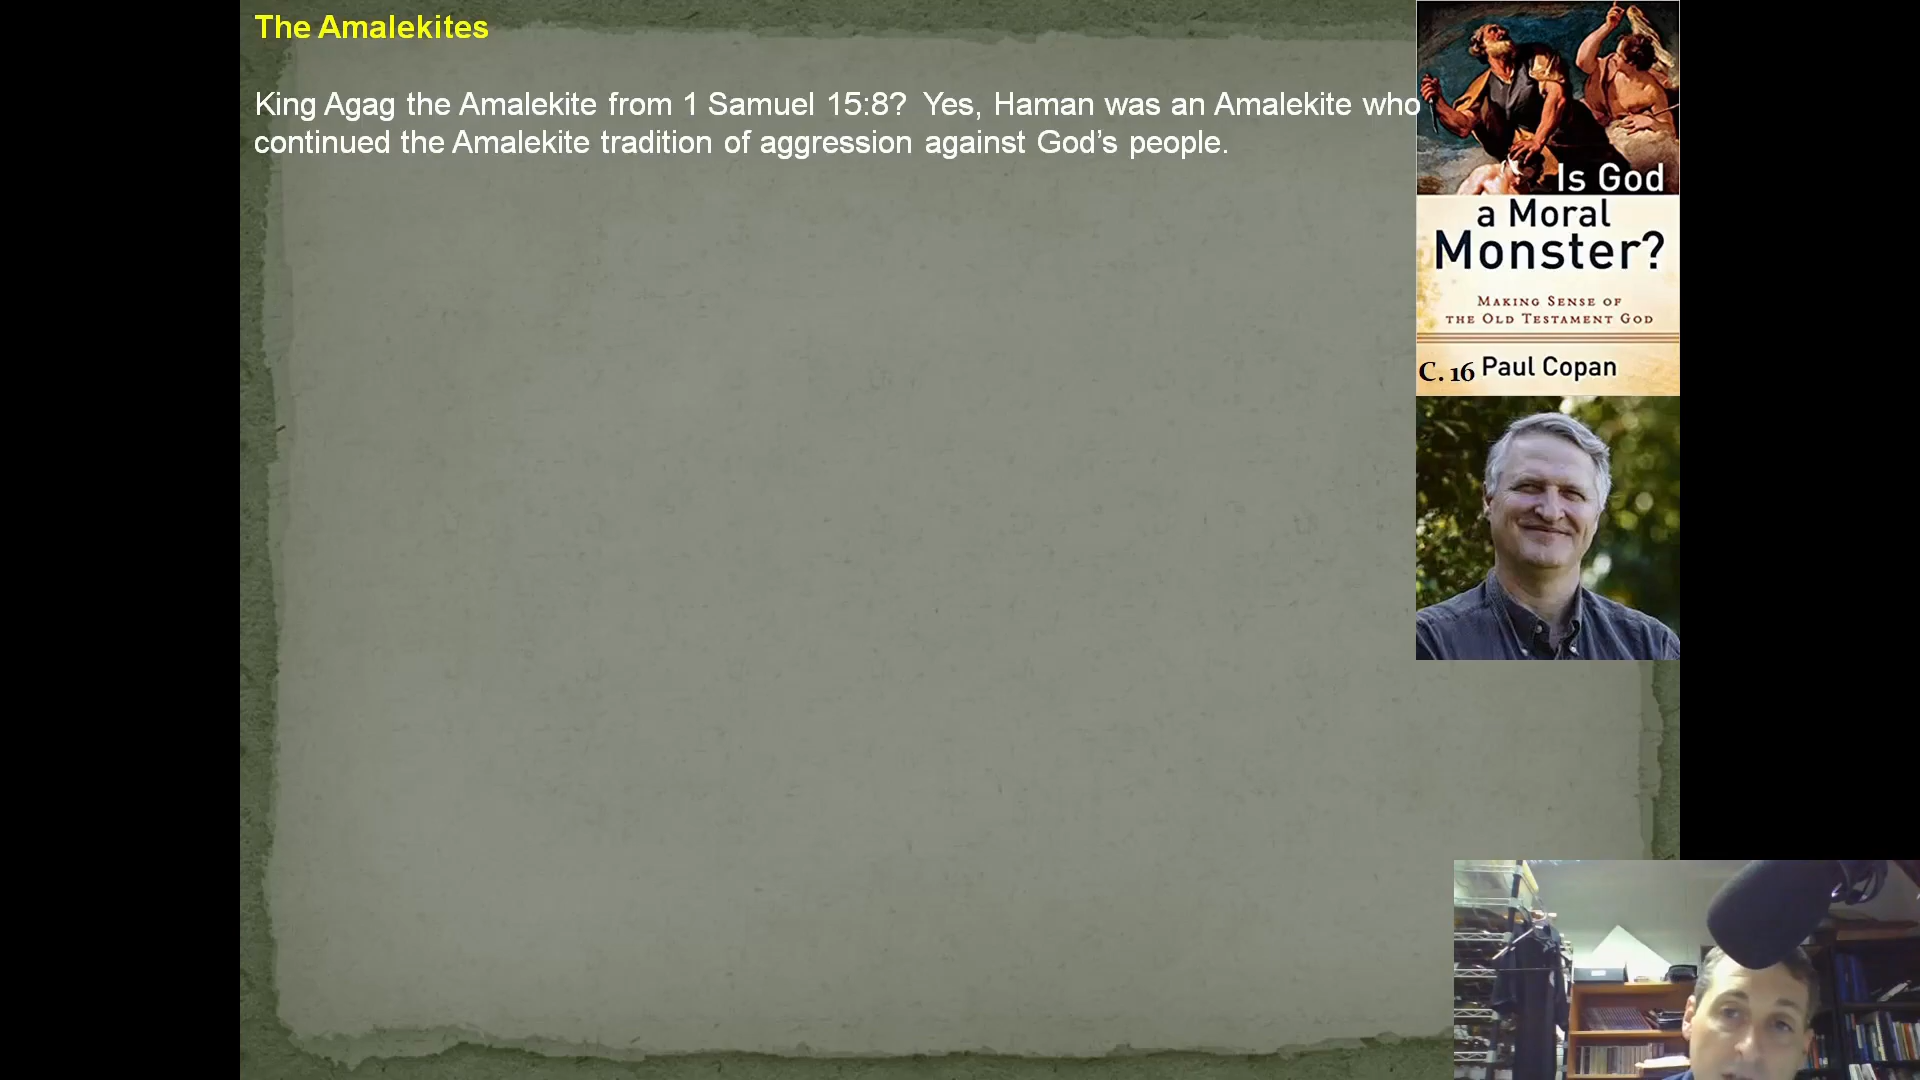 The Amalekites
King Agag the Amalekite from 1 Samuel 15:8?  Yes, Haman was an Amalekite who
continued the Amalekite tradition of aggression against God’s people.
Is God
a Moral
Monster?
Making Sense of
the Old Testament God
C. 16 Paul Copan